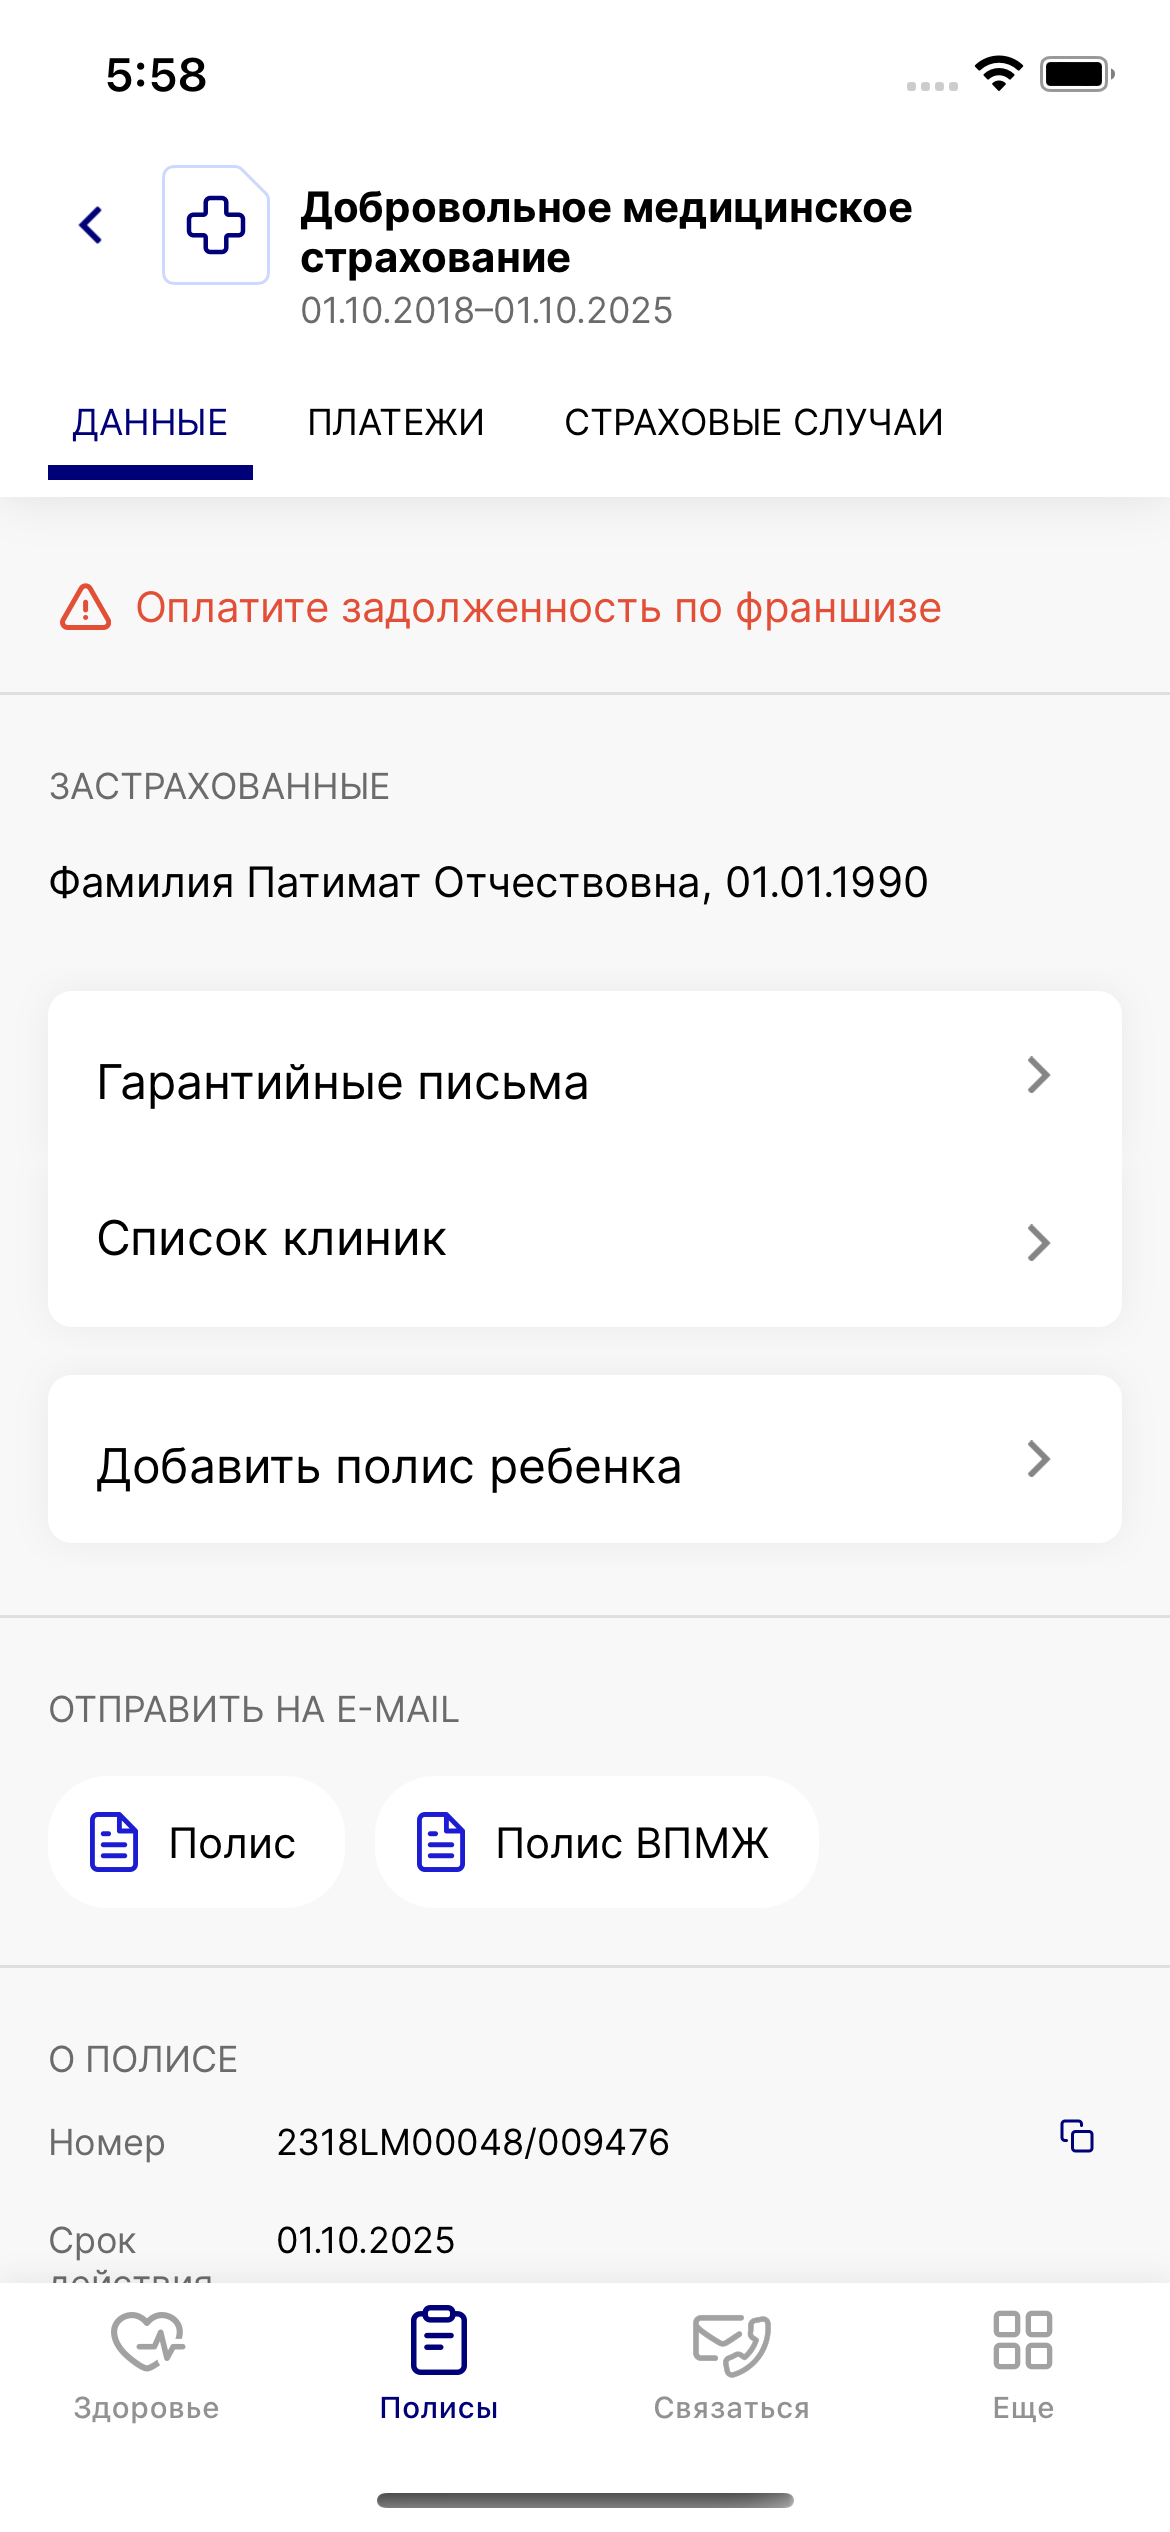 5:58
Добровольное медицинское
страхование
01.10.2018–01.10.2025
ДАННЫЕ ПЛАТЕЖИ СТРАХОВЫЕ СЛУЧАИ
Оплатите задолженность по франшизе
ЗАСТРАХОВАННЫЕ
Фамилия Патимат Отчествовна, 01.01.1990
Гарантийные письма
Список клиник
Добавить полис ребенка
ОТПРАВИТЬ НА E-MAIL
Полис Полис ВПМЖ
О ПОЛИСЕ
Номер 2318LM00048/009476
Срок 01.10.2025
действия
Здоровье Полисы Связаться Еще